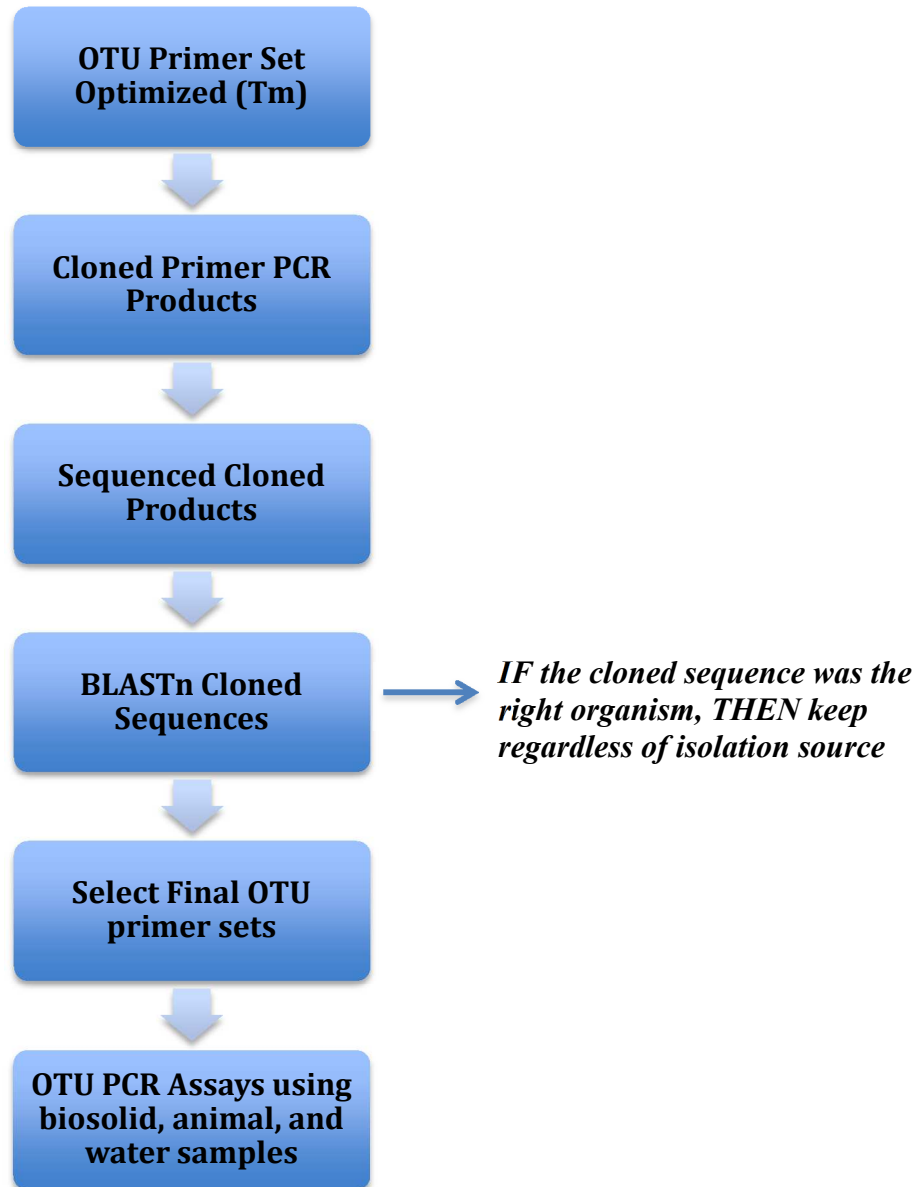 OTU Primer Set
Optimized (Tm)
Cloned Primer PCR
Products
Sequenced Cloned
Products
BLASTn Cloned
Sequences
IF the cloned sequence was the
right organism, THEN keep
regardless of isolation source
Select Final OTU
primer sets
OTU PCR Assays using
biosolid, animal, and
water samples